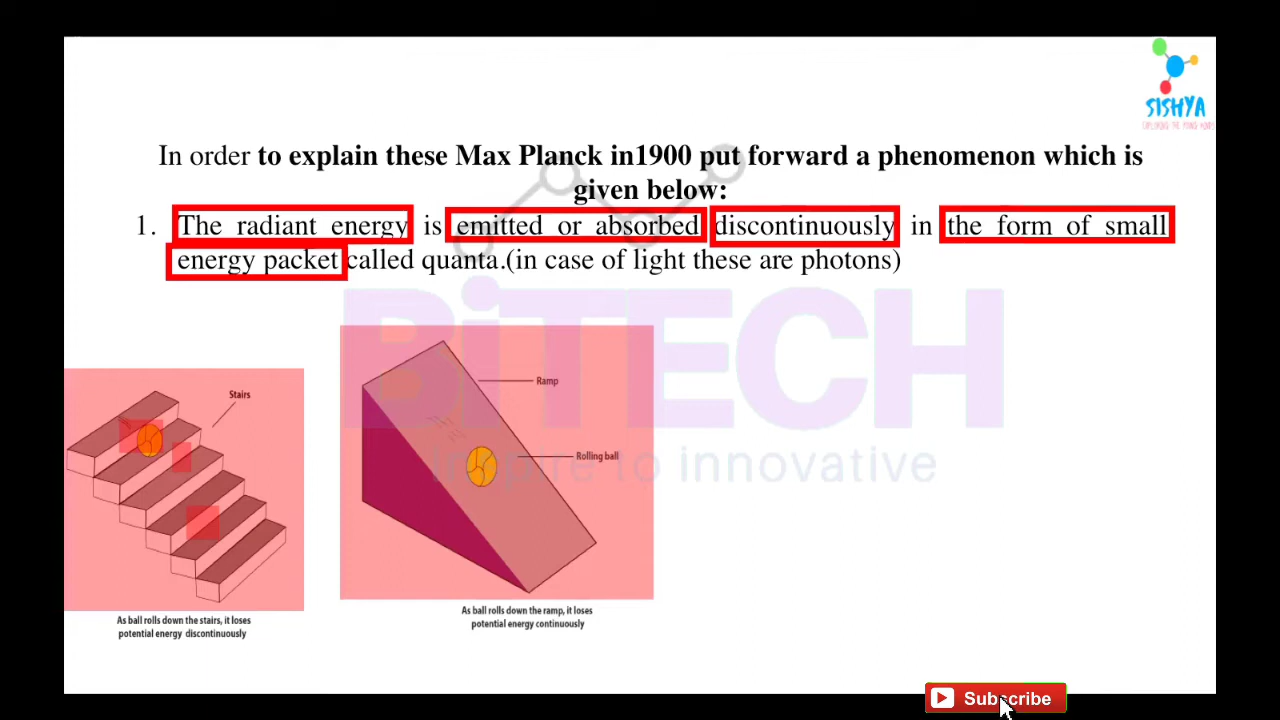 SISHYA
In order to explain these Max Planck in1900 put forward a phenomenon which is
given below:
1. The radiant energy is emitted or absorbed discontinuously in the form of small
energy packet called quanta.(in case of light these are photons)
BiTECH
Inspire to innovative
Stairs
Ramp
Rolling ball
As ball rolls down the stairs, it loses
potential energy discontinuously
As ball rolls down the ramp, it loses
potential energy continuously
Subscribe